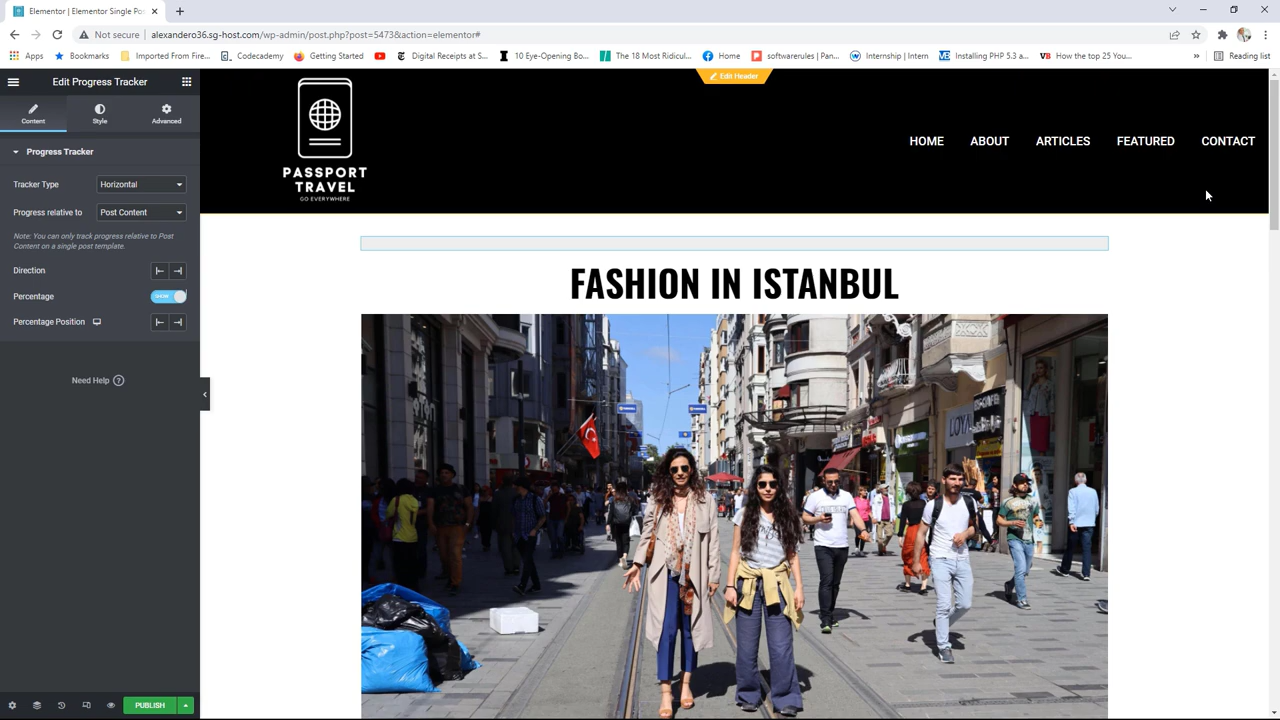 Elementor | Elementor Single Pos
Not secure | alexandero36.sg-host.com/wp-admin/post.php?post=5473&action=elementor#
Apps Bookmarks Imported From Fire... Codecademy Getting Started Digital Receipts at S... 10 Eye-Opening Bo... The 18 Most Ridicul... Home softwarerules | Pan... Internship | Intern Installing PHP 5.3 a... VB How the top 25 You... » Reading list
Edit Progress Tracker
Edit Header
Content Style Advanced
PASSPORT
TRAVEL
GO EVERYWHERE
HOME ABOUT ARTICLES FEATURED CONTACT
Progress Tracker
Tracker Type Horizontal
Progress relative to Post Content
Note: You can only track progress relative to Post
Content on a single post template.
Direction
Percentage SHOW
Percentage Position
FASHION IN ISTANBUL
Need Help ?
LOYA
PUBLISH